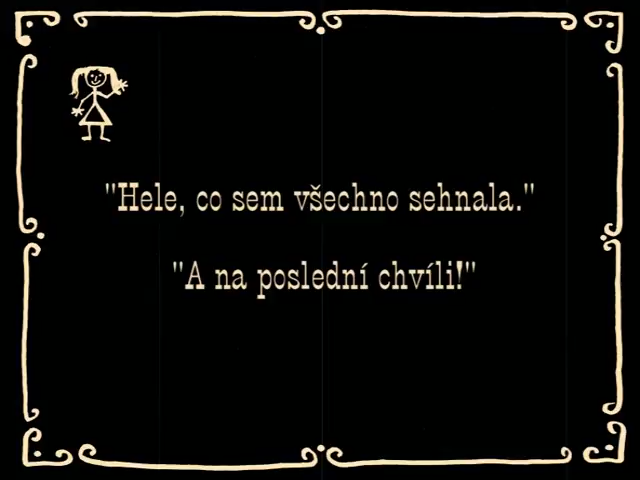 "Hele, co sem všechno sehnala."
"A na poslední chvíli!"